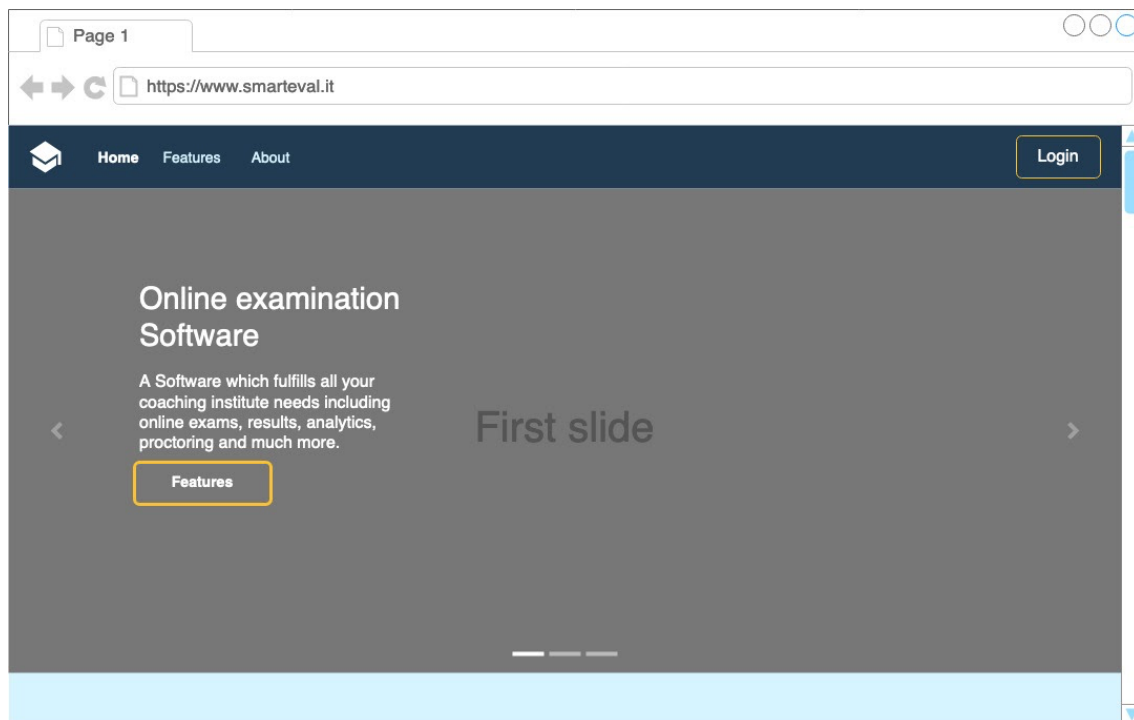 Page 1
https://www.smarteval.it
Home Features About Login
Online examination
Software
A Software which fulfills all your
coaching institute needs including
online exams, results, analytics,
proctoring and much more.
First slide
Features